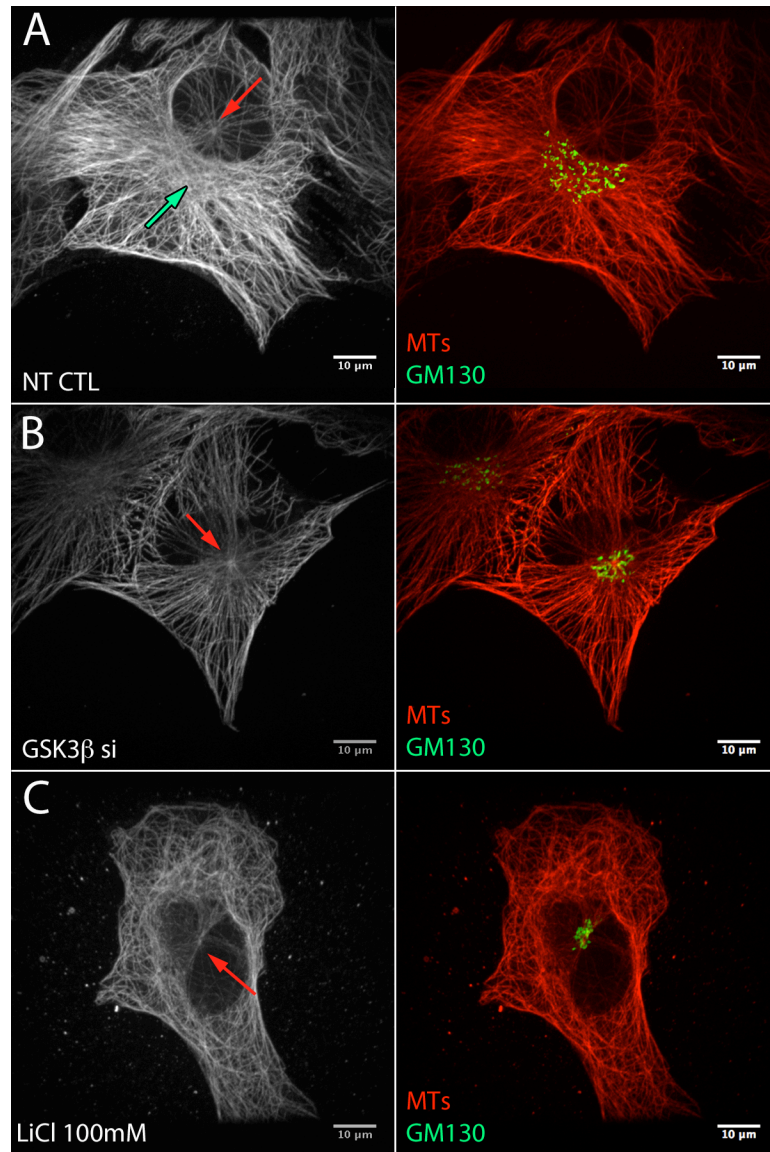 A
NT CTL
10 μm
MTs
GM130
10 μm
B
GSK3β si
10 μm
MTs
GM130
10 μm
C
LiCl 100mM
10 μm
MTs
GM130
10 μm